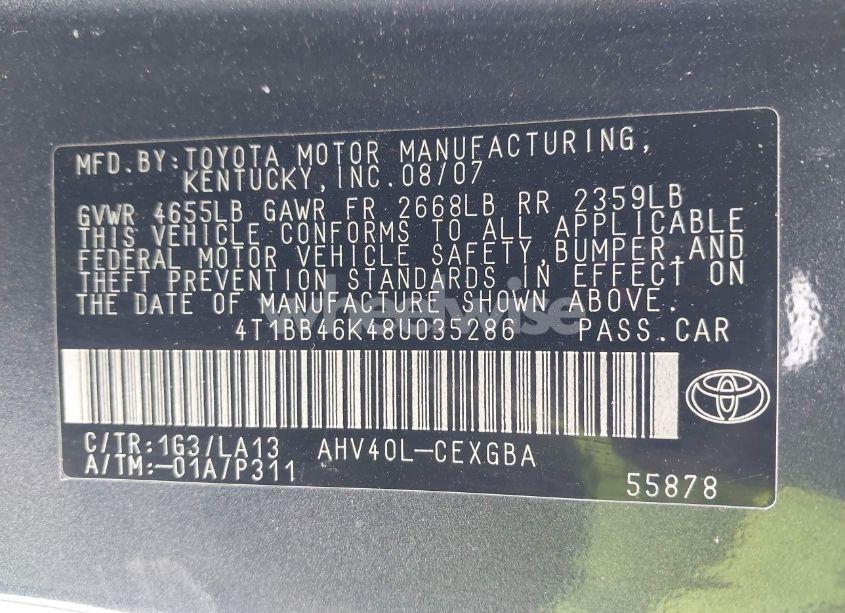 MFD.BY:TOYOTA MOTOR MANUFACTURING,
KENTUCKY,INC.08/07
GVWR 4655LB GAWR FR 2668LB RR 2359LB
THIS VEHICLE CONFORMS TO ALL APPLICABLE
FEDERAL MOTOR VEHICLE SAFETY,BUMPER,AND
THEFT PREVENTION STANDARDS IN EFFECT ON
THE DATE OF MANUFACTURE SHOWN ABOVE.
wheelwise
4T1BB46K48U035286 PASS.CAR
C/TR:1G3/LA13 AHV40L-CEXGBA
A/TM:-01A/P311
55878